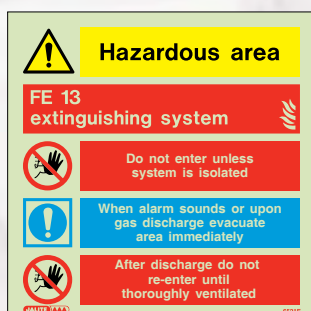 Hazardous area
FE 13
extinguishing system
Do not enter unless
system is isolated
When alarm sounds or upon
gas discharge evacuate
area immediately
After discharge do not
re-enter until
thoroughly ventilated